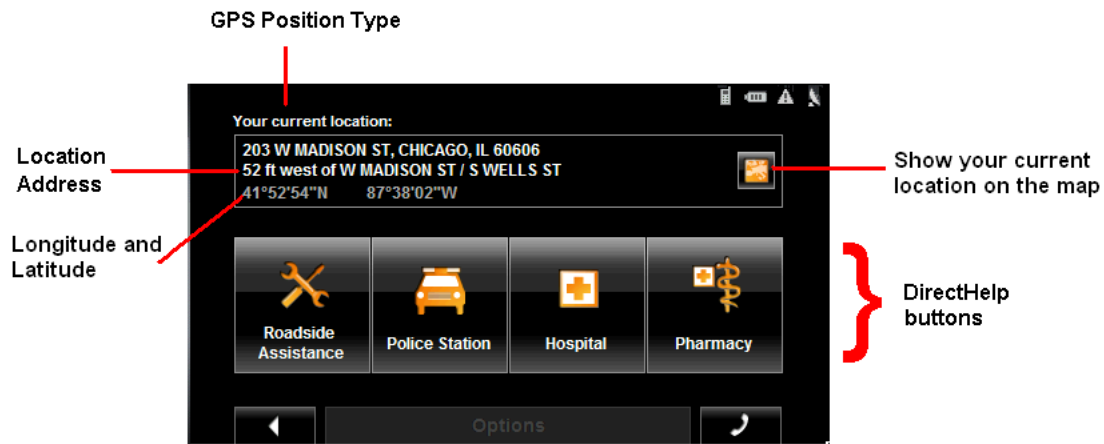 GPS Position Type
Your current location:
203 W MADISON ST, CHICAGO, IL 60606
52 ft west of W MADISON ST / S WELLS ST
41°52'54"N 87°38'02"W
Location
Address
Longitude and
Latitude
Show your current
location on the map
Roadside
Assistance
Police Station
Hospital
Pharmacy
DirectHelp
buttons
Options